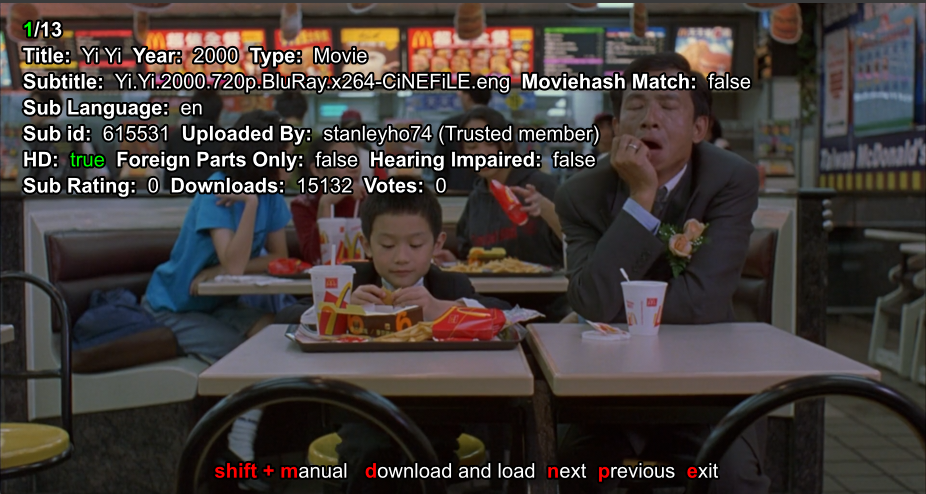 1/13
Title: Yi Yi Year: 2000 Type: Movie
Subtitle: Yi.Yi.2000.720p.BluRay.x264-CiNEFiLE.eng Moviehash Match: false
Sub Language: en
Sub id: 615531 Uploaded By: stanleyho74 (Trusted member)
HD: true Foreign Parts Only: false Hearing Impaired: false
Sub Rating: 0 Downloads: 15132 Votes: 0
Taiwan McDonald's
shift + manual download and load next previous exit